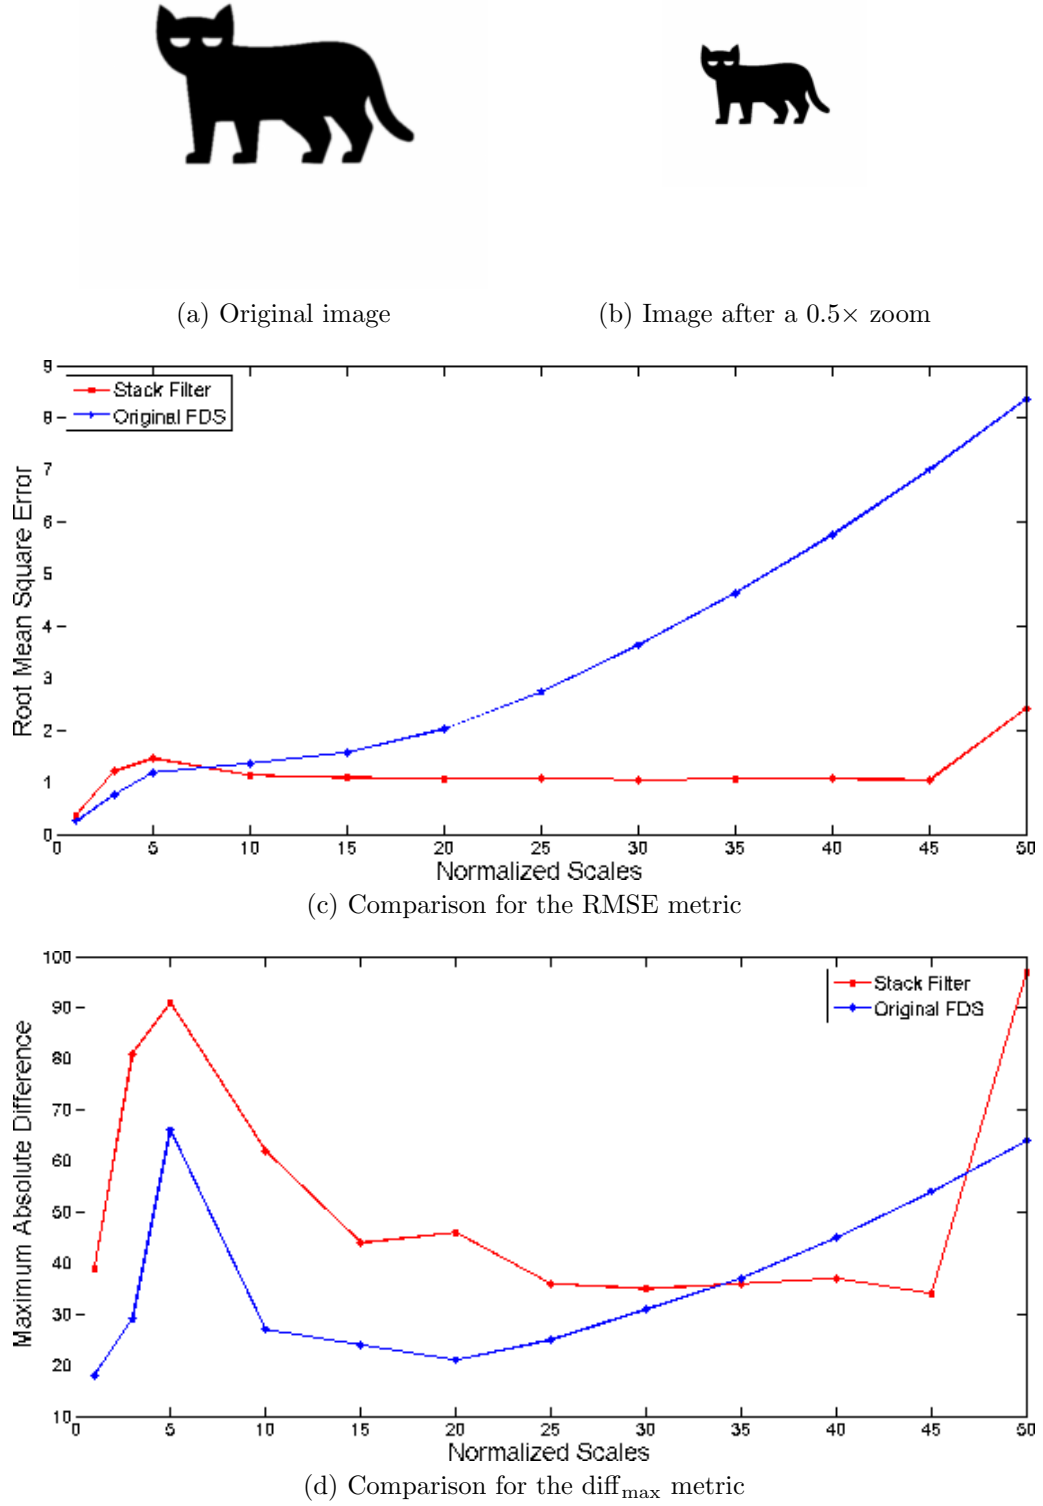 (a) Original image
(b) Image after a 0.5× zoom
9
8
7
6
5
4
3
2
1
0
Stack Filter
Original FDS
Root Mean Square Error
0 5 10 15 20 25 30 35 40 45 50
Normalized Scales
(c) Comparison for the RMSE metric
100
90
80
70
60
50
40
30
20
10
Stack Filter
Original FDS
Maximum Absolute Difference
0 5 10 15 20 25 30 35 40 45 50
Normalized Scales
(d) Comparison for the diffmax metric